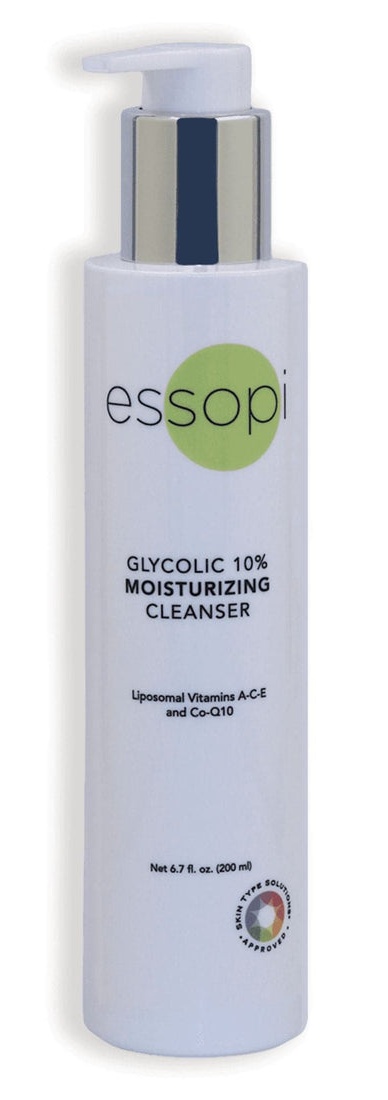 essopi
GLYCOLIC 10%
MOISTURIZING
CLEANSER
Liposomal Vitamins A-C-E
and Co-Q10
Net 6.7 fl. oz. (200 ml)
SKIN TYPE SOLUTIONS
• APPROVED •